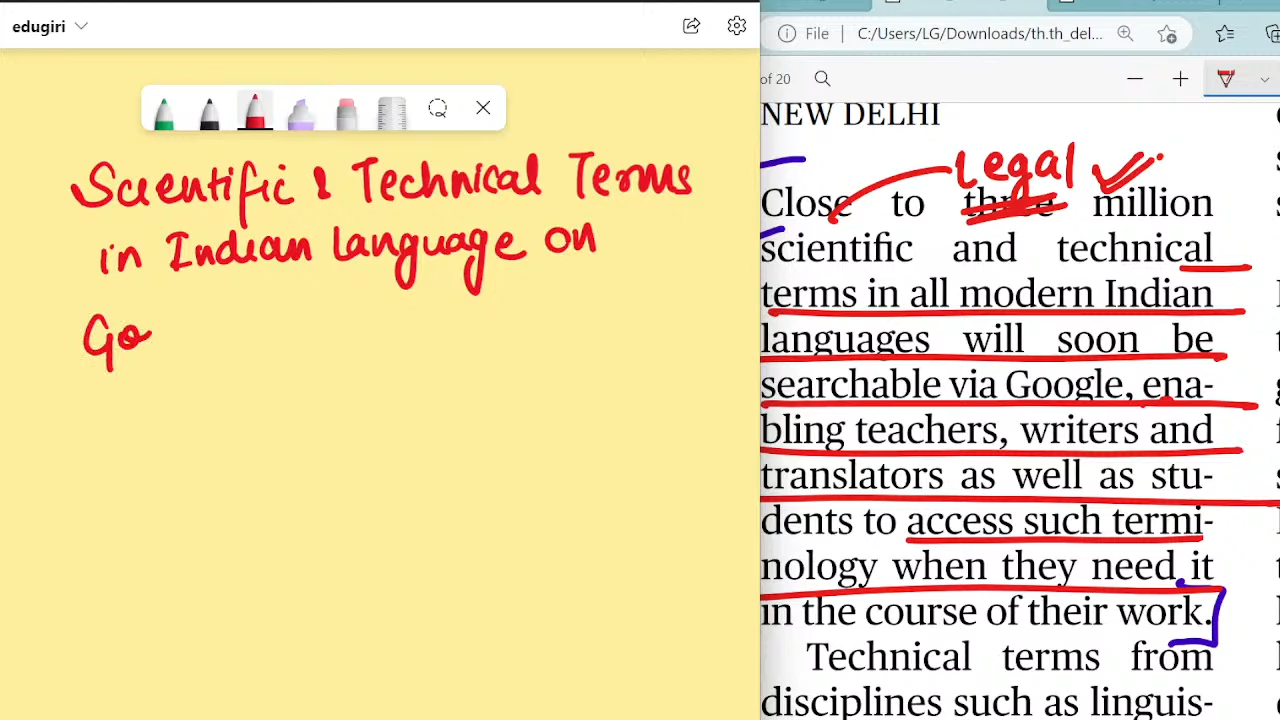 edugiri
Scientific & Technical Terms
in Indian language on
Go
File | C:/Users/LG/Downloads/th.th_del...
of 20
NEW DELHI
Legal
Close to three million
scientific and technical
terms in all modern Indian
languages will soon be
searchable via Google, ena-
bling teachers, writers and
translators as well as stu-
dents to access such termi-
nology when they need it
in the course of their work.
Technical terms from
disciplines such as linguis-